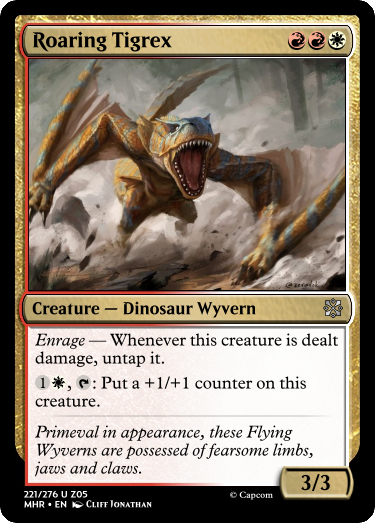 Roaring Tigrex
Creature — Dinosaur Wyvern
Enrage — Whenever this creature is dealt
damage, untap it.
1, : Put a +1/+1 counter on this
creature.
Primeval in appearance, these Flying
Wyverns are possessed of fearsome limbs,
jaws and claws.
3/3
221/276 U Z05
MHR • EN Cliff Jonathan
© Capcom